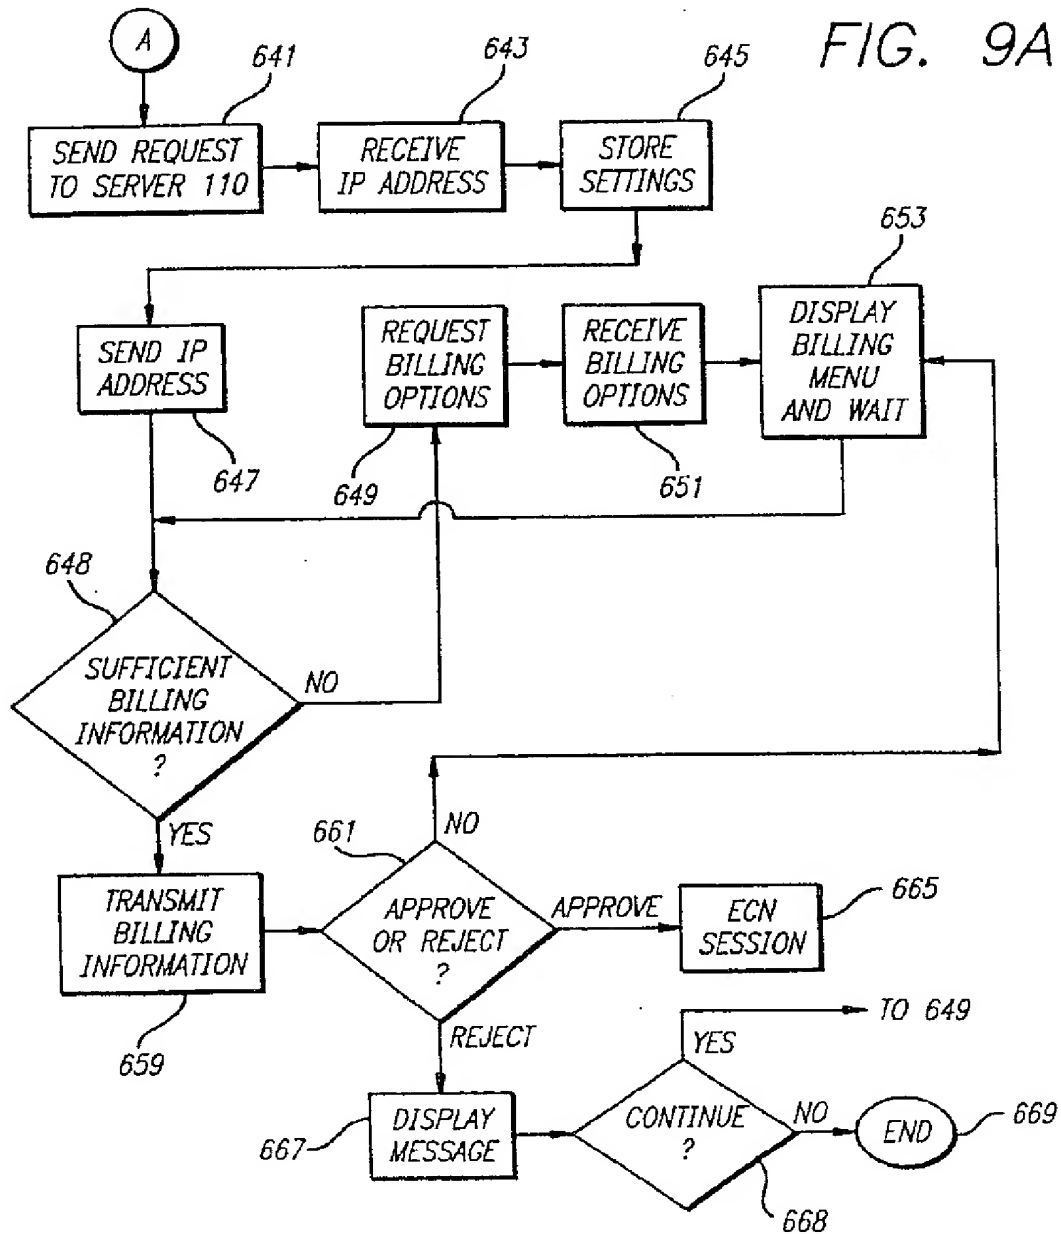 A
FIG. 9A
641
643
645
SEND REQUEST
TO SERVER 110
RECEIVE
IP ADDRESS
STORE
SETTINGS
653
SEND IP
ADDRESS
REQUEST
BILLING
OPTIONS
RECEIVE
BILLING
OPTIONS
DISPLAY
BILLING
MENU
AND WAIT
647
649
651
648
SUFFICIENT
BILLING
INFORMATION
?
NO
YES
661
NO
TRANSMIT
BILLING
INFORMATION
APPROVE
OR REJECT
?
APPROVE
ECN
SESSION
665
659
REJECT
TO 649
YES
667
DISPLAY
MESSAGE
CONTINUE
?
NO
END
669
668